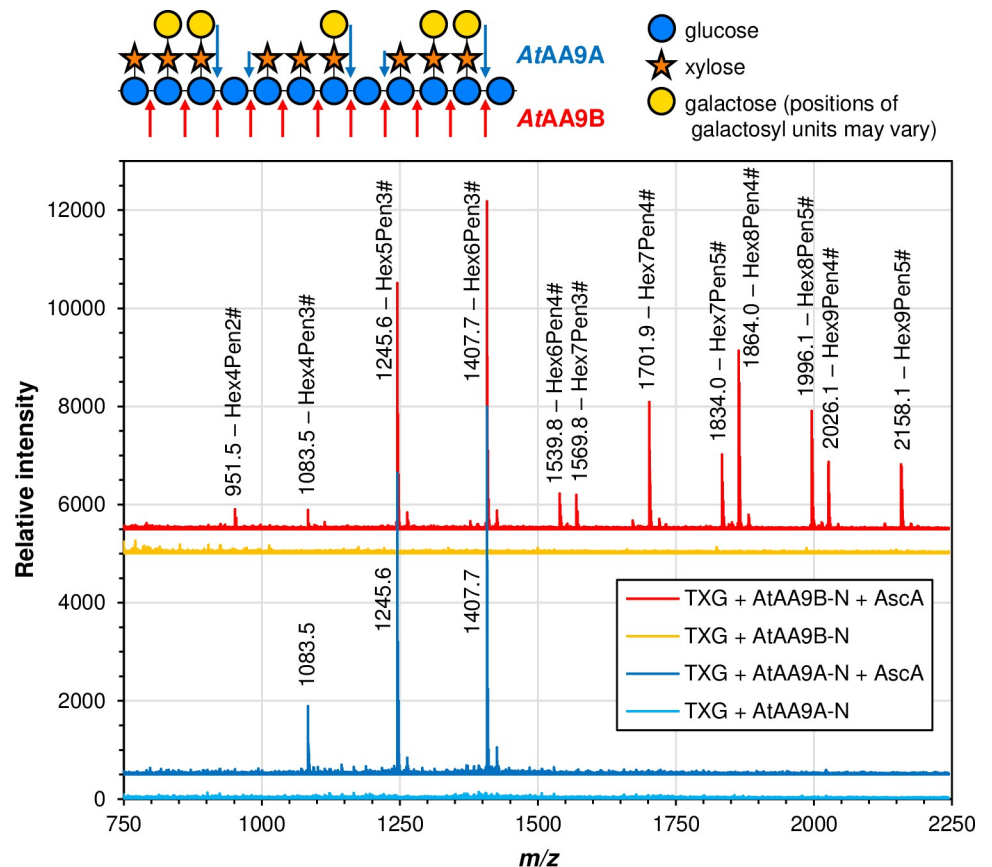 AtAA9A
AtAA9B
glucose
xylose
galactose (positions of
galactosyl units may vary)
Relative intensity
12000
10000
8000
6000
4000
2000
0
951.5 – Hex4Pen2#
1083.5 – Hex4Pen3#
1245.6 – Hex5Pen3#
1407.7 – Hex6Pen3#
1539.8 – Hex6Pen4#
1569.8 – Hex7Pen3#
1701.9 – Hex7Pen4#
1834.0 – Hex7Pen5#
1864.0 – Hex8Pen4#
1996.1 – Hex8Pen5#
2026.1 – Hex9Pen4#
2158.1 – Hex9Pen5#
1083.5
1245.6
1407.7
TXG + AtAA9B-N + AscA
TXG + AtAA9B-N
TXG + AtAA9A-N + AscA
TXG + AtAA9A-N
750
1000
1250
1500
1750
2000
2250
m/z